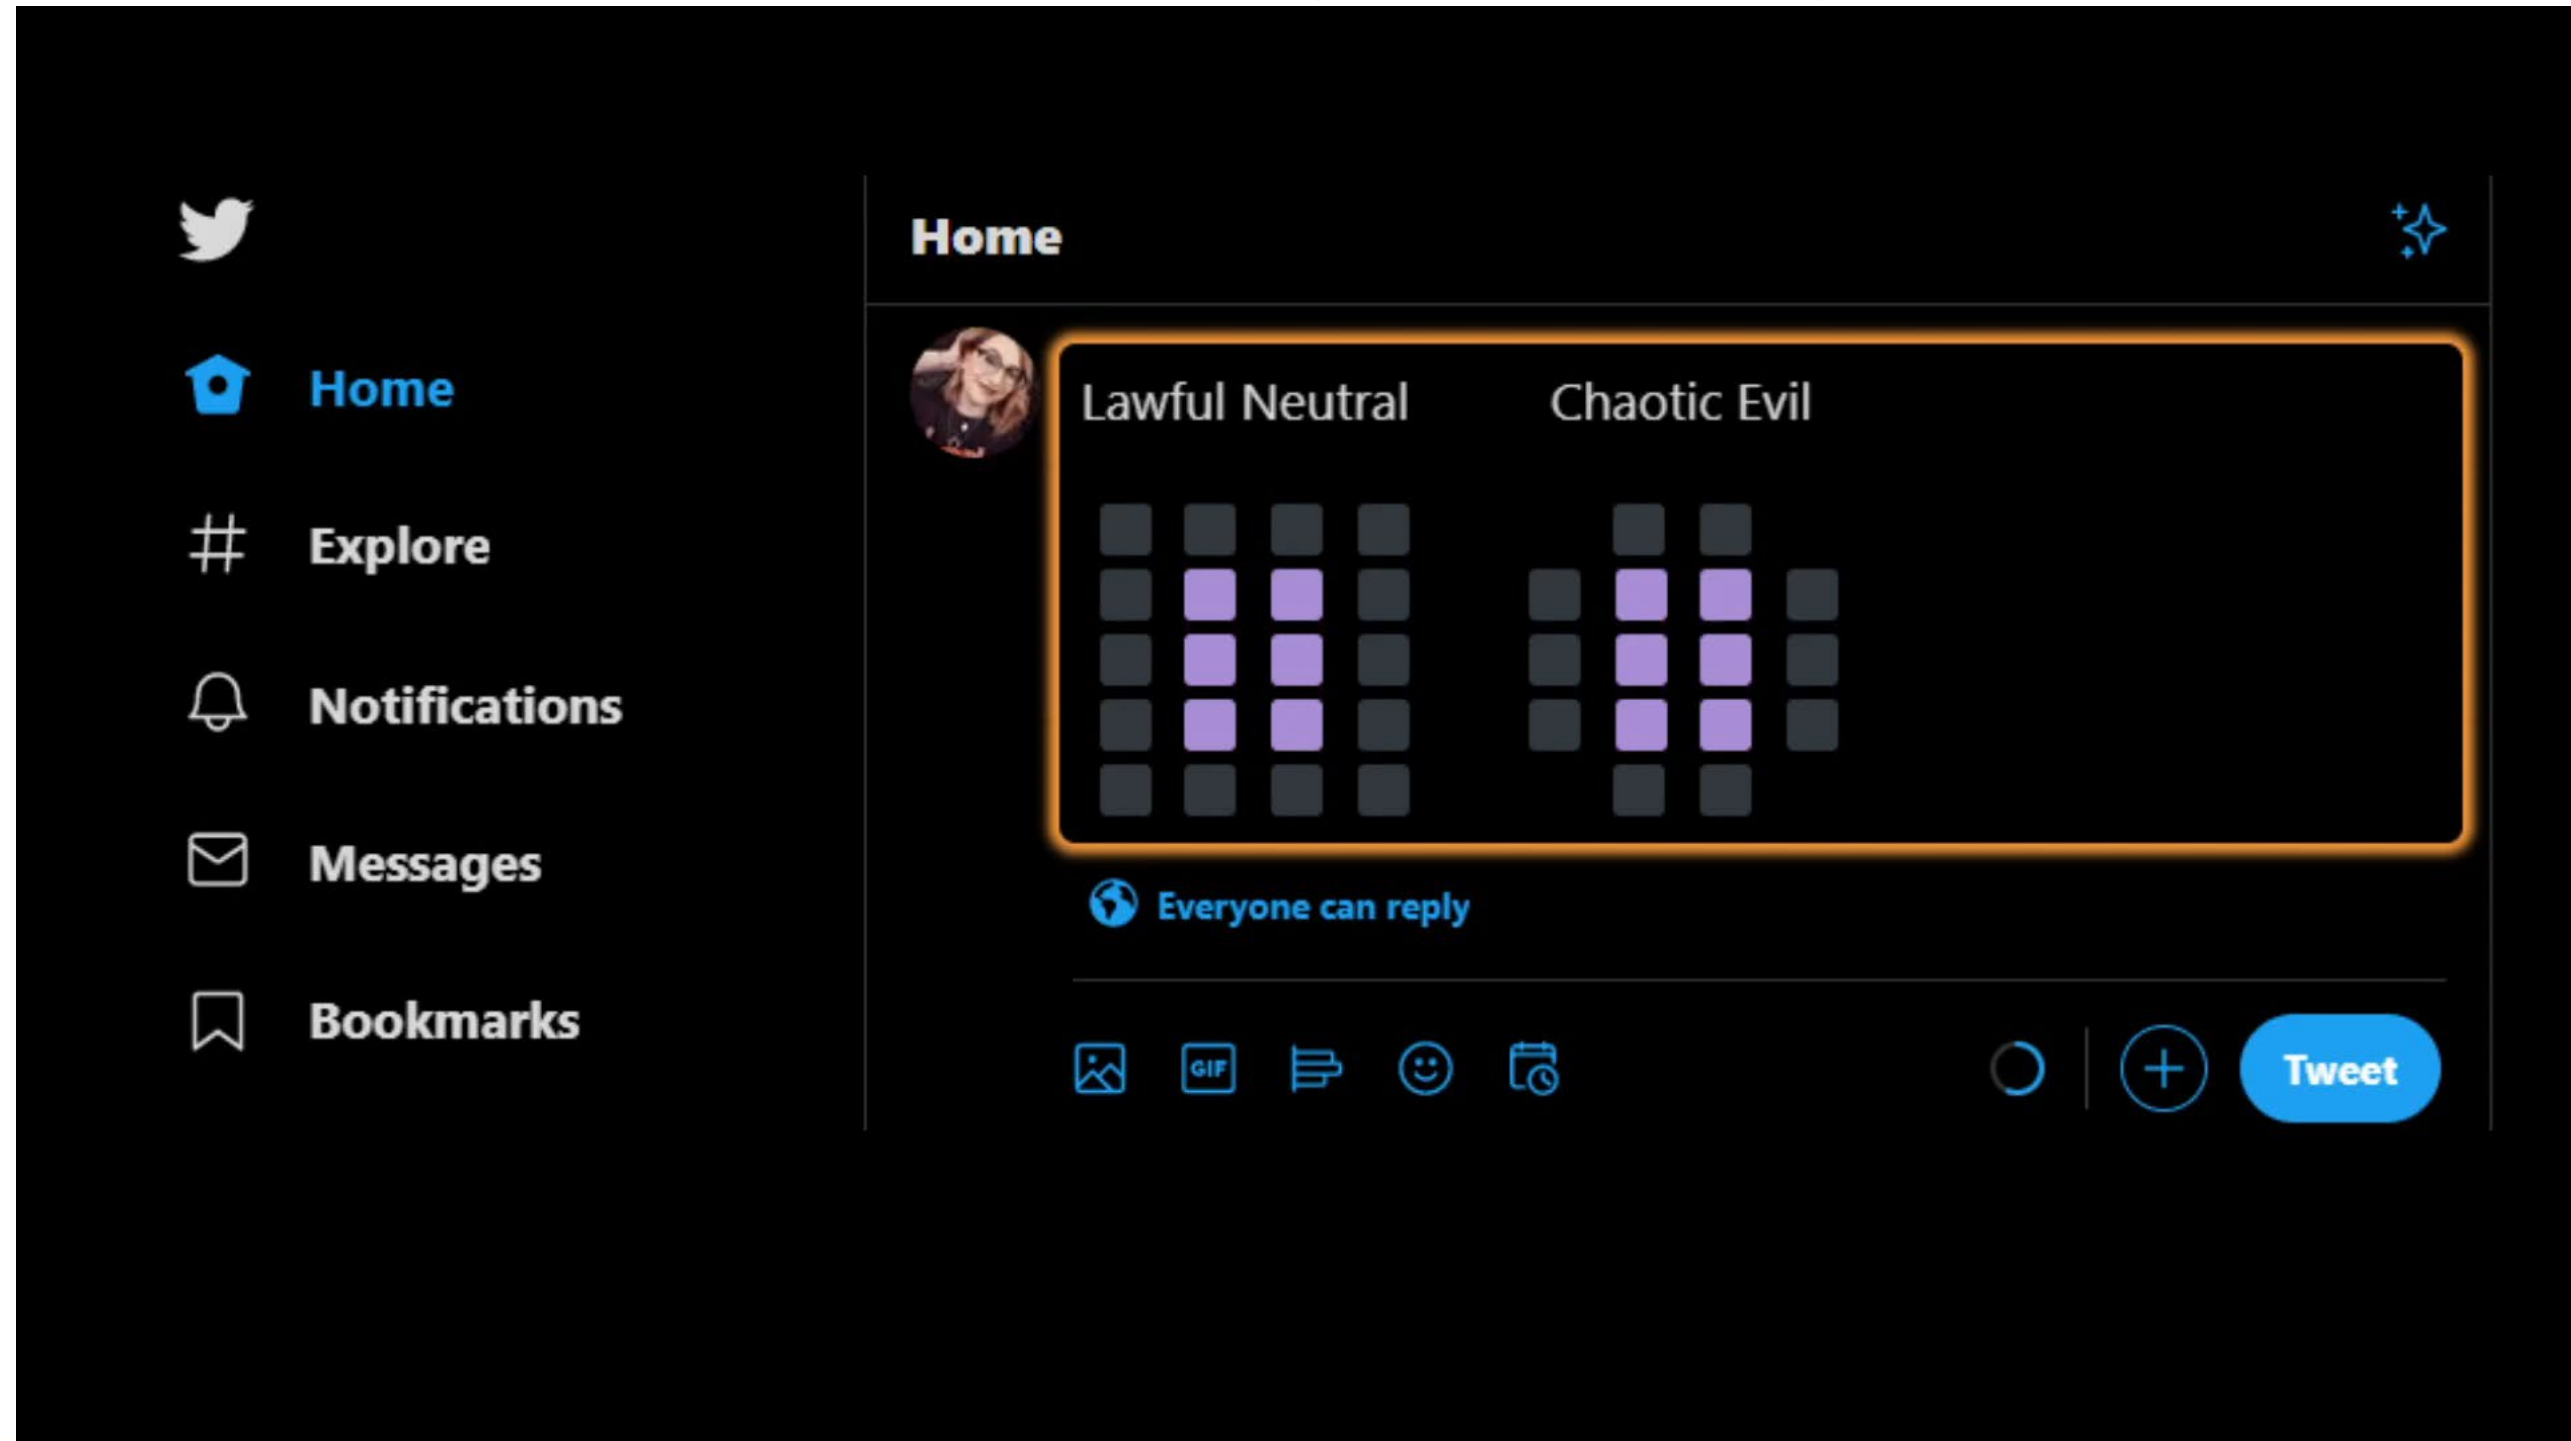 Home
Explore
Notifications
Messages
Bookmarks
Home
Lawful Neutral Chaotic Evil
Everyone can reply
GIF
Tweet